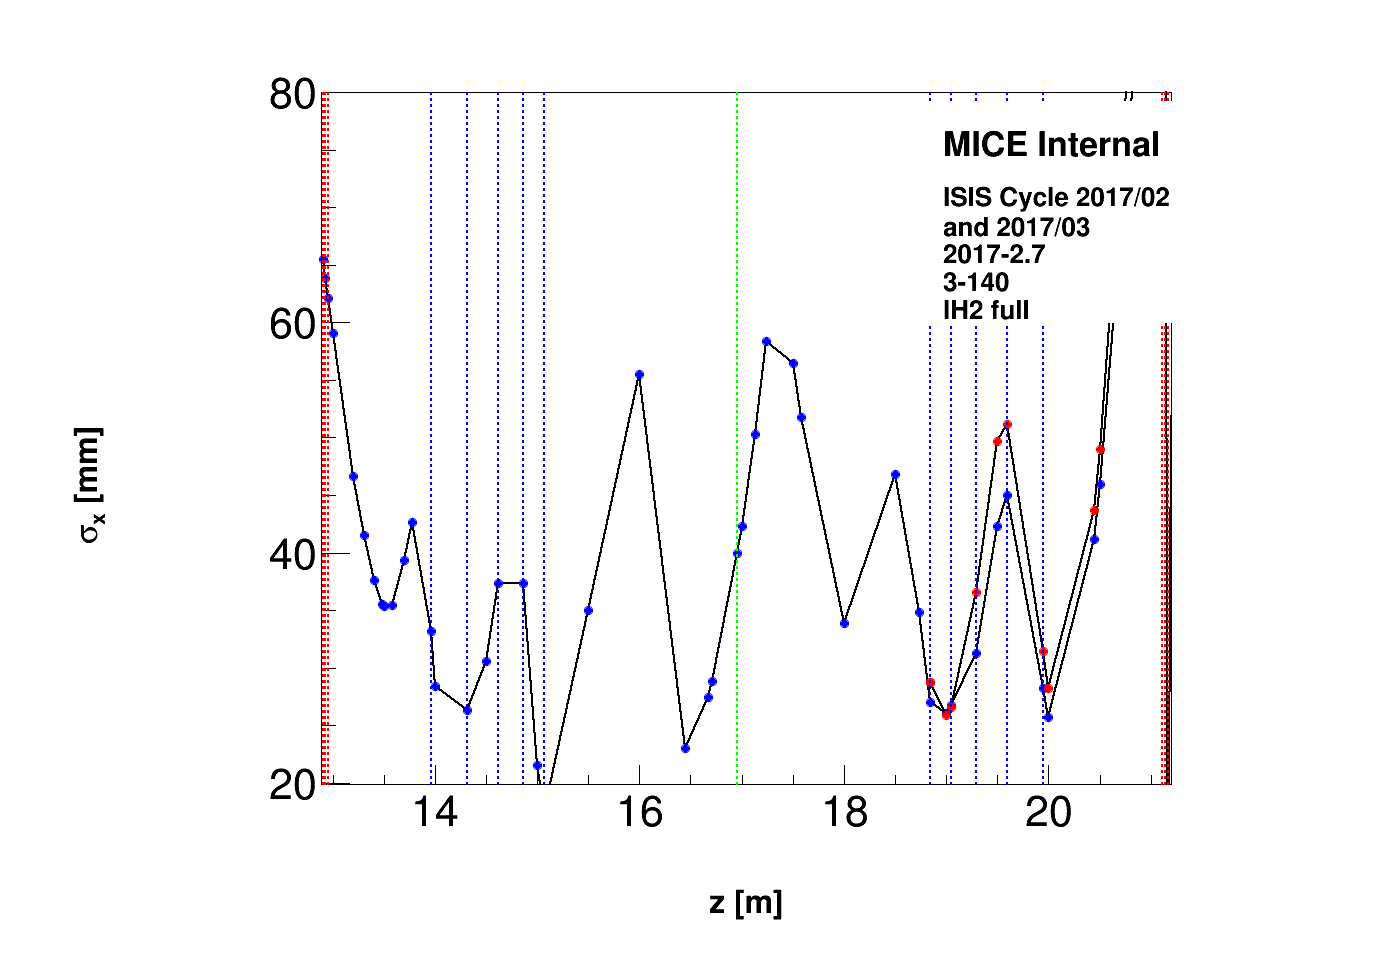 80
60
40
20
14 16 18 20
σx [mm]
z [m]
MICE Internal
ISIS Cycle 2017/02
and 2017/03
2017-2.7
3-140
lH2 full